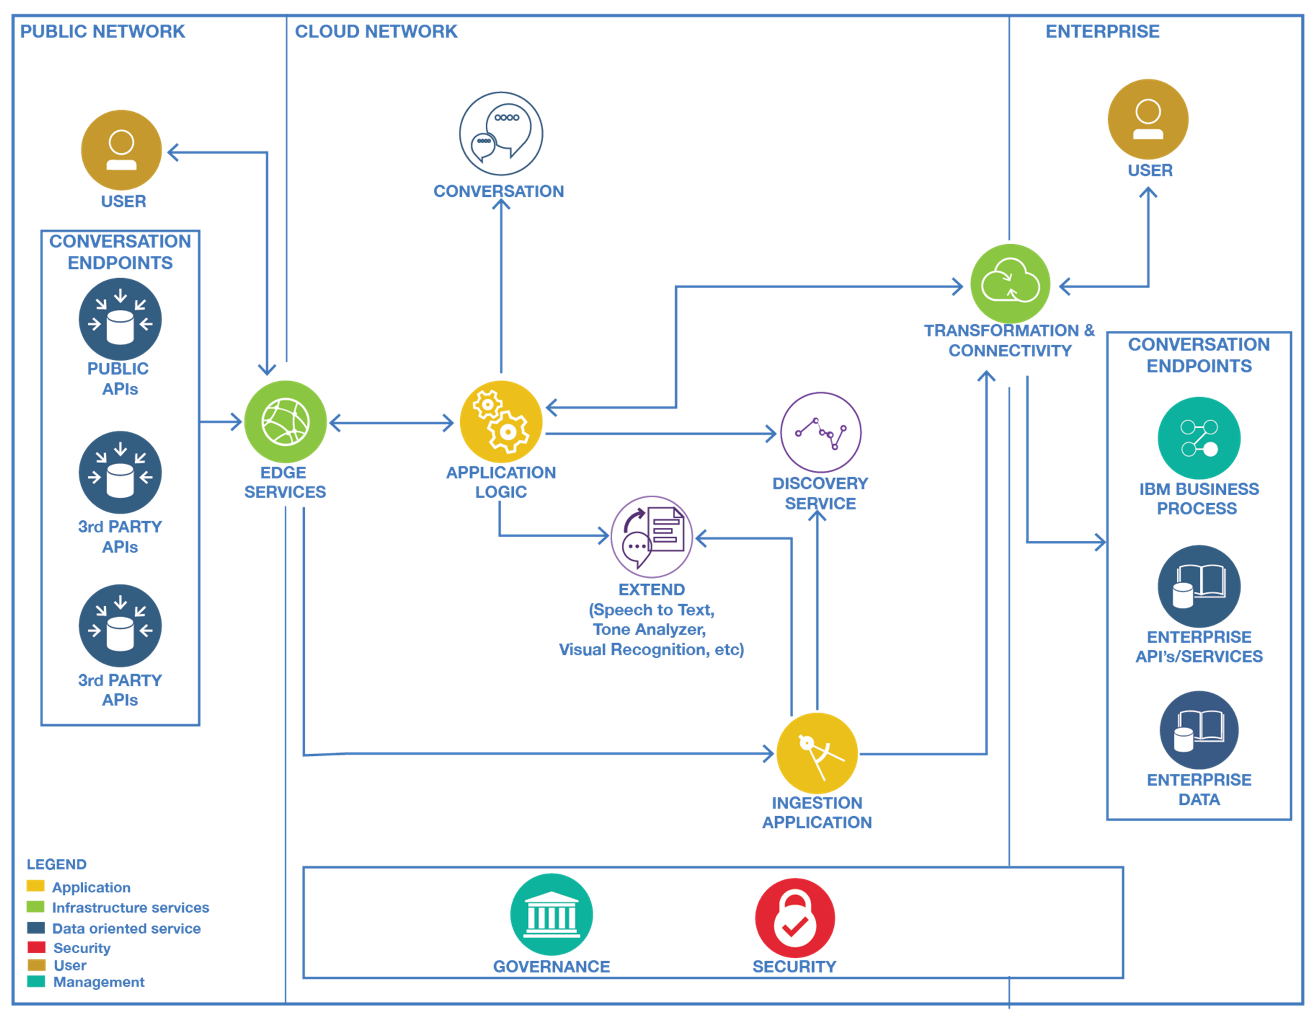 PUBLIC NETWORK
CLOUD NETWORK
ENTERPRISE
USER
CONVERSATION
ENDPOINTS
PUBLIC
APIs
3rd PARTY
APIs
3rd PARTY
APIs
EDGE
SERVICES
CONVERSATION
APPLICATION
LOGIC
DISCOVERY
SERVICE
EXTEND
(Speech to Text,
Tone Analyzer,
Visual Recognition, etc)
INGESTION
APPLICATION
USER
TRANSFORMATION &
CONNECTIVITY
CONVERSATION
ENDPOINTS
IBM BUSINESS
PROCESS
ENTERPRISE
API's/SERVICES
ENTERPRISE
DATA
LEGEND
Application
Infrastructure services
Data oriented service
Security
User
Management
GOVERNANCE
SECURITY